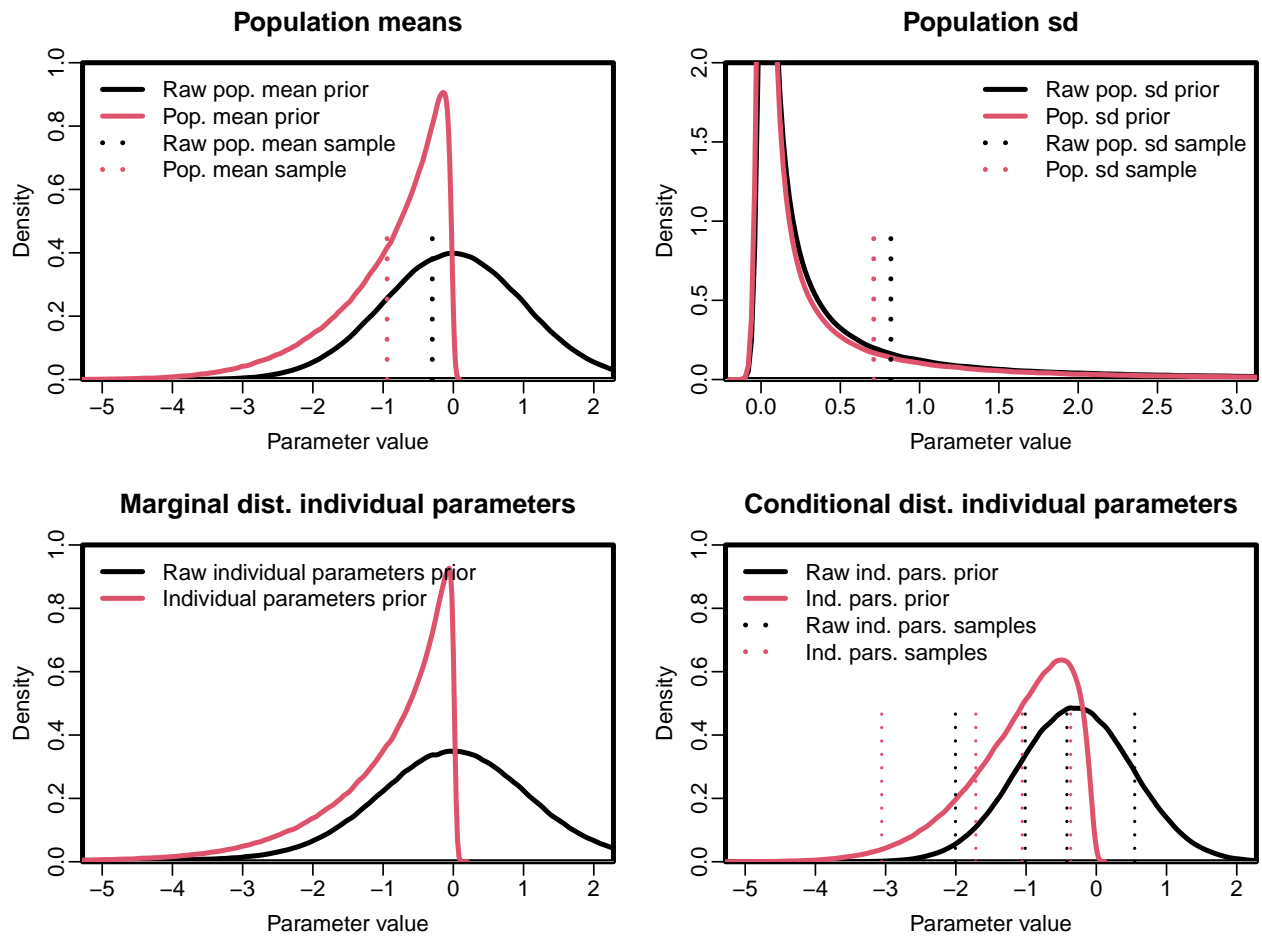 Population means
1.0
0.8
0.6
0.4
0.2
0.0
Density
Raw pop. mean prior
Pop. mean prior
Raw pop. mean sample
Pop. mean sample
−5 −4 −3 −2 −1 0 1 2
Parameter value
Population sd
2.0
1.5
1.0
0.5
0.0
Density
Raw pop. sd prior
Pop. sd prior
Raw pop. sd sample
Pop. sd sample
0.0 0.5 1.0 1.5 2.0 2.5 3.0
Parameter value
Marginal dist. individual parameters
1.0
0.8
0.6
0.4
0.2
0.0
Density
Raw individual parameters prior
Individual parameters prior
−5 −4 −3 −2 −1 0 1 2
Parameter value
Conditional dist. individual parameters
1.0
0.8
0.6
0.4
0.2
0.0
Density
Raw ind. pars. prior
Ind. pars. prior
Raw ind. pars. samples
Ind. pars. samples
−5 −4 −3 −2 −1 0 1 2
Parameter value